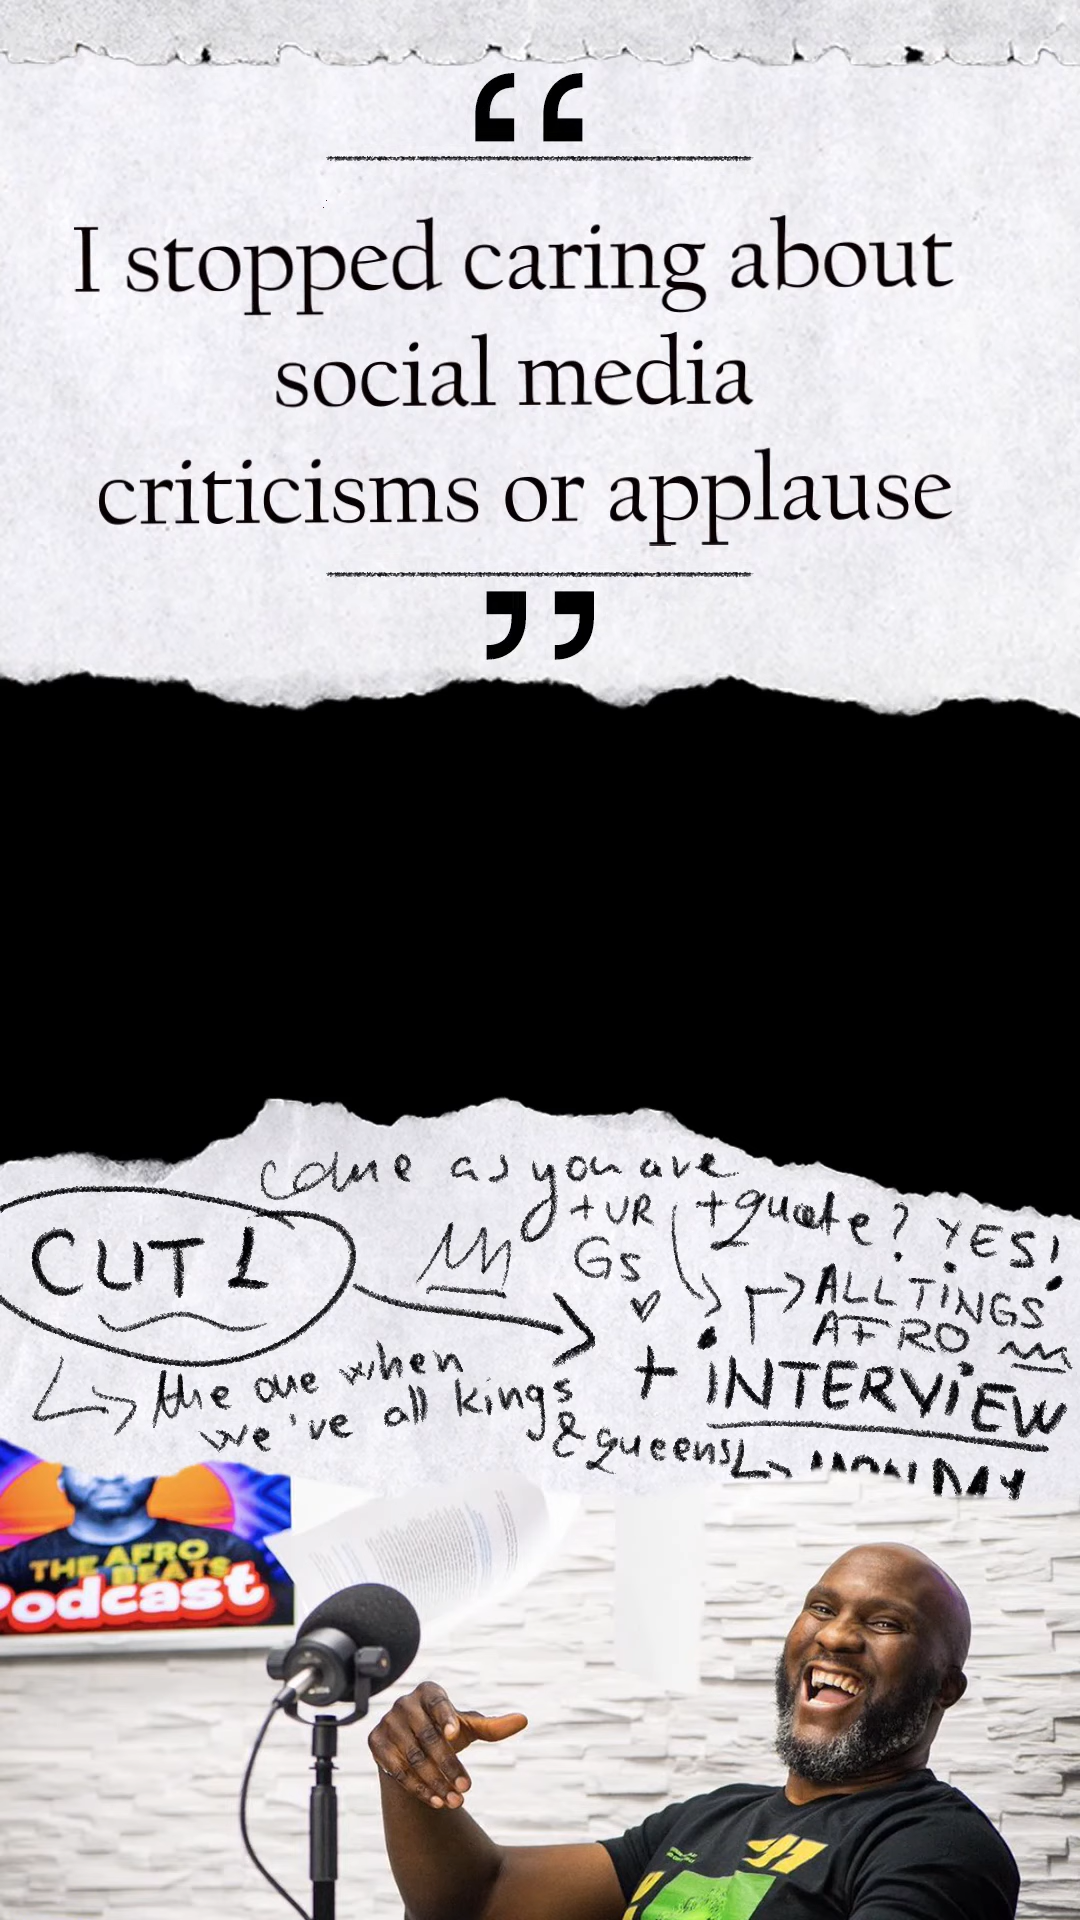 “
I stopped caring about
social media
criticisms or applause
”
come as you are
CUT 1
+ VR
Gs
+ quote? YES!
ALL TiNGS
AFRO
the one when
we've all kings
& queens
+ iNTERViEW
THE AFRO
BEATS
Podcast